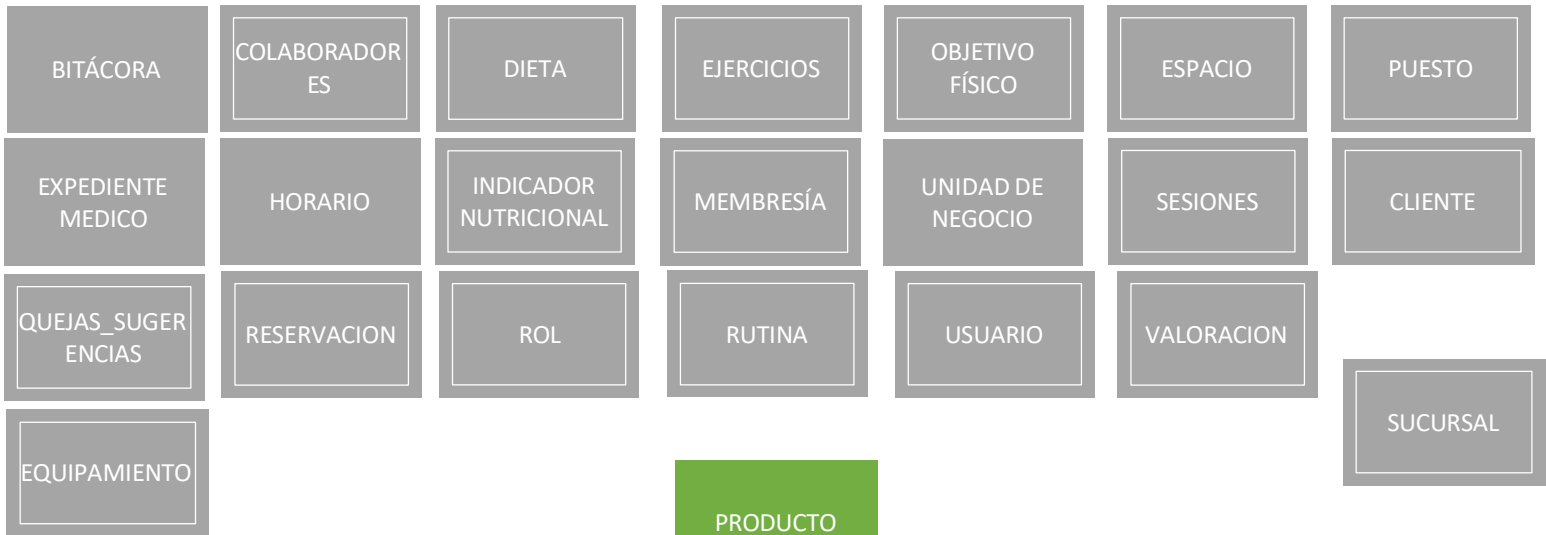 BITÁCORA
COLABORADOR
ES
DIETA
EJERCICIOS
OBJETIVO
FÍSICO
ESPACIO
PUESTO
EXPEDIENTE
MEDICO
HORARIO
INDICADOR
NUTRICIONAL
MEMBRESÍA
UNIDAD DE
NEGOCIO
SESIONES
CLIENTE
QUEJAS_SUGER
ENCIAS
RESERVACION
ROL
RUTINA
USUARIO
VALORACION
SUCURSAL
EQUIPAMIENTO
PRODUCTO